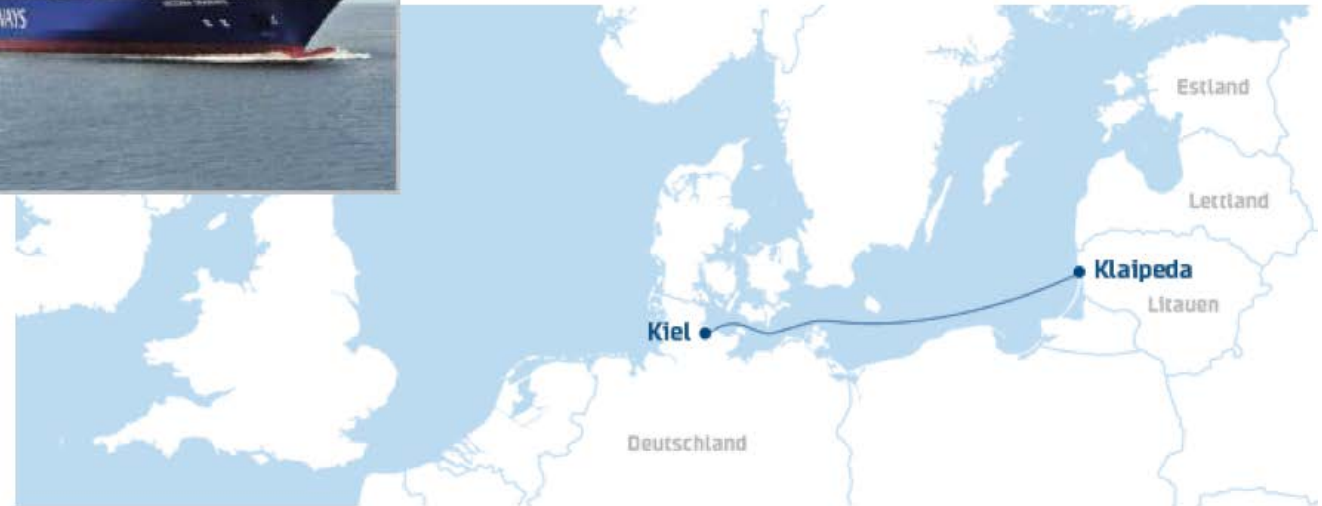 WAYS
Estland
Lettland
Klaipeda
Litauen
Kiel
Deutschland